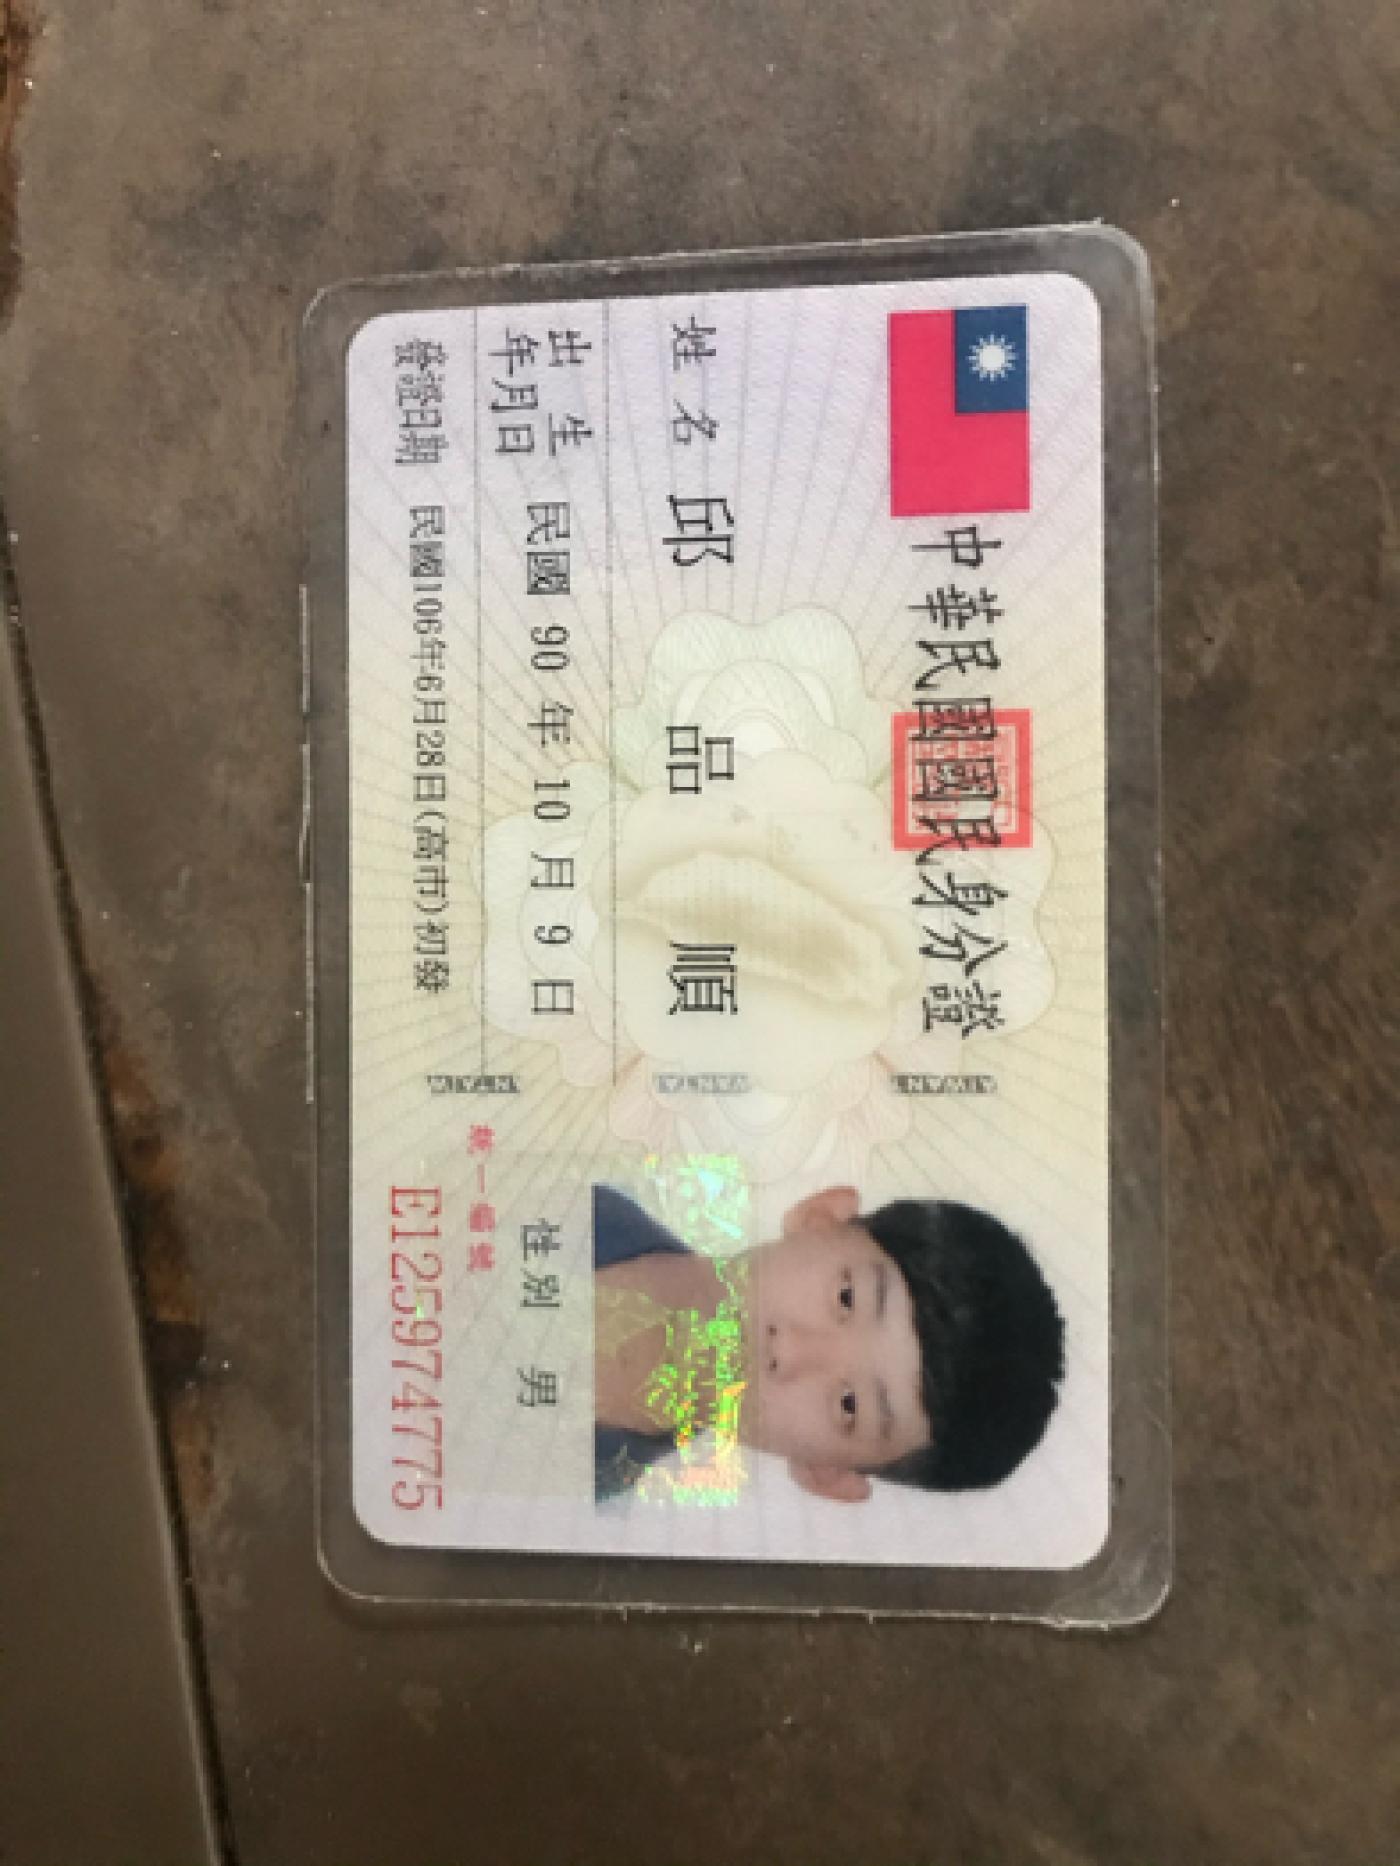 中華民國國民身分證
姓名 邱品順
出生年月日 民國 90 年 10 月 9 日
發證日期 民國106年6月28日(高市)初發
性別 男
統一編號
E125974775